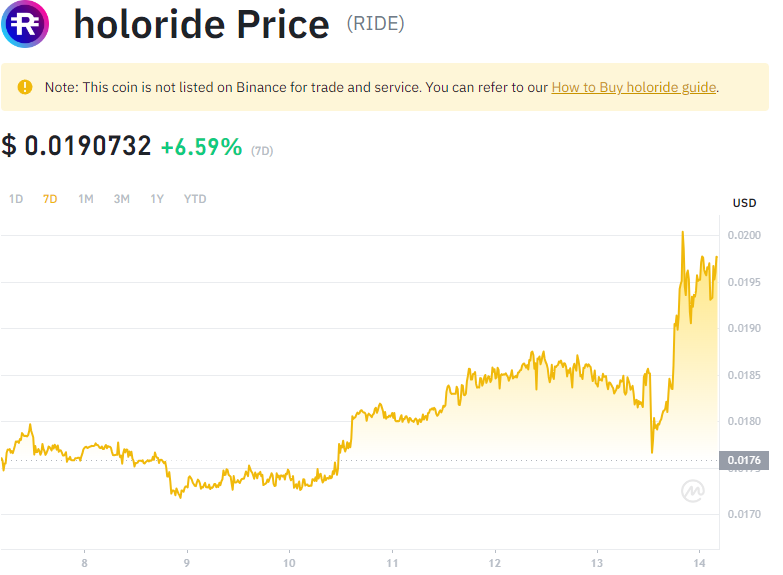 holoride Price (RIDE)
Note: This coin is not listed on Binance for trade and service. You can refer to our How to Buy holoride guide.
$ 0.0190732 +6.59% (7D)
1D 7D 1M 3M 1Y YTD
USD
0.0200
0.0195
0.0190
0.0185
0.0180
0.0176
0.0170
8 9 10 11 12 13 14